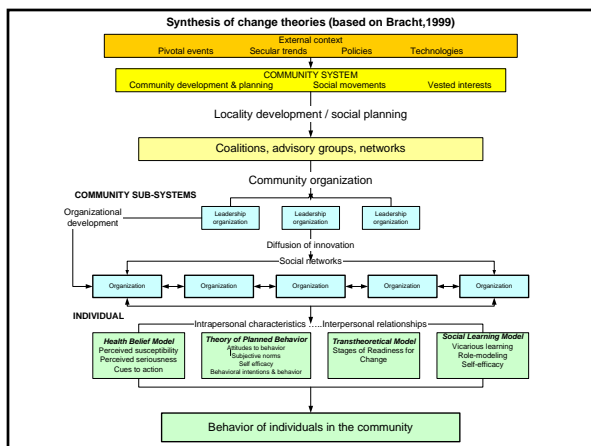 Synthesis of change theories (based on Bracht,1999)
External context
Pivotal events Secular trends Policies Technologies
COMMUNITY SYSTEM
Community development & planning Social movements Vested interests
Locality development / social planning
Coalitions, advisory groups, networks
Community organization
COMMUNITY SUB-SYSTEMS
Organizational
development
Leadership
organization
Leadership
organization
Leadership
organization
Diffusion of innovation
Social networks
Organization Organization Organization Organization Organization
INDIVIDUAL
Intrapersonal characteristics .....Interpersonal relationships
Health Belief Model
Perceived susceptibility
Perceived seriousness
Cues to action
Theory of Planned Behavior
Attitudes to behavior
Subjective norms
Self efficacy
Behavioral intentions & behavior
Transtheoretical Model
Stages of Readiness for
Change
Social Learning Model
Vicarious learning
Role-modeling
Self-efficacy
Behavior of individuals in the community